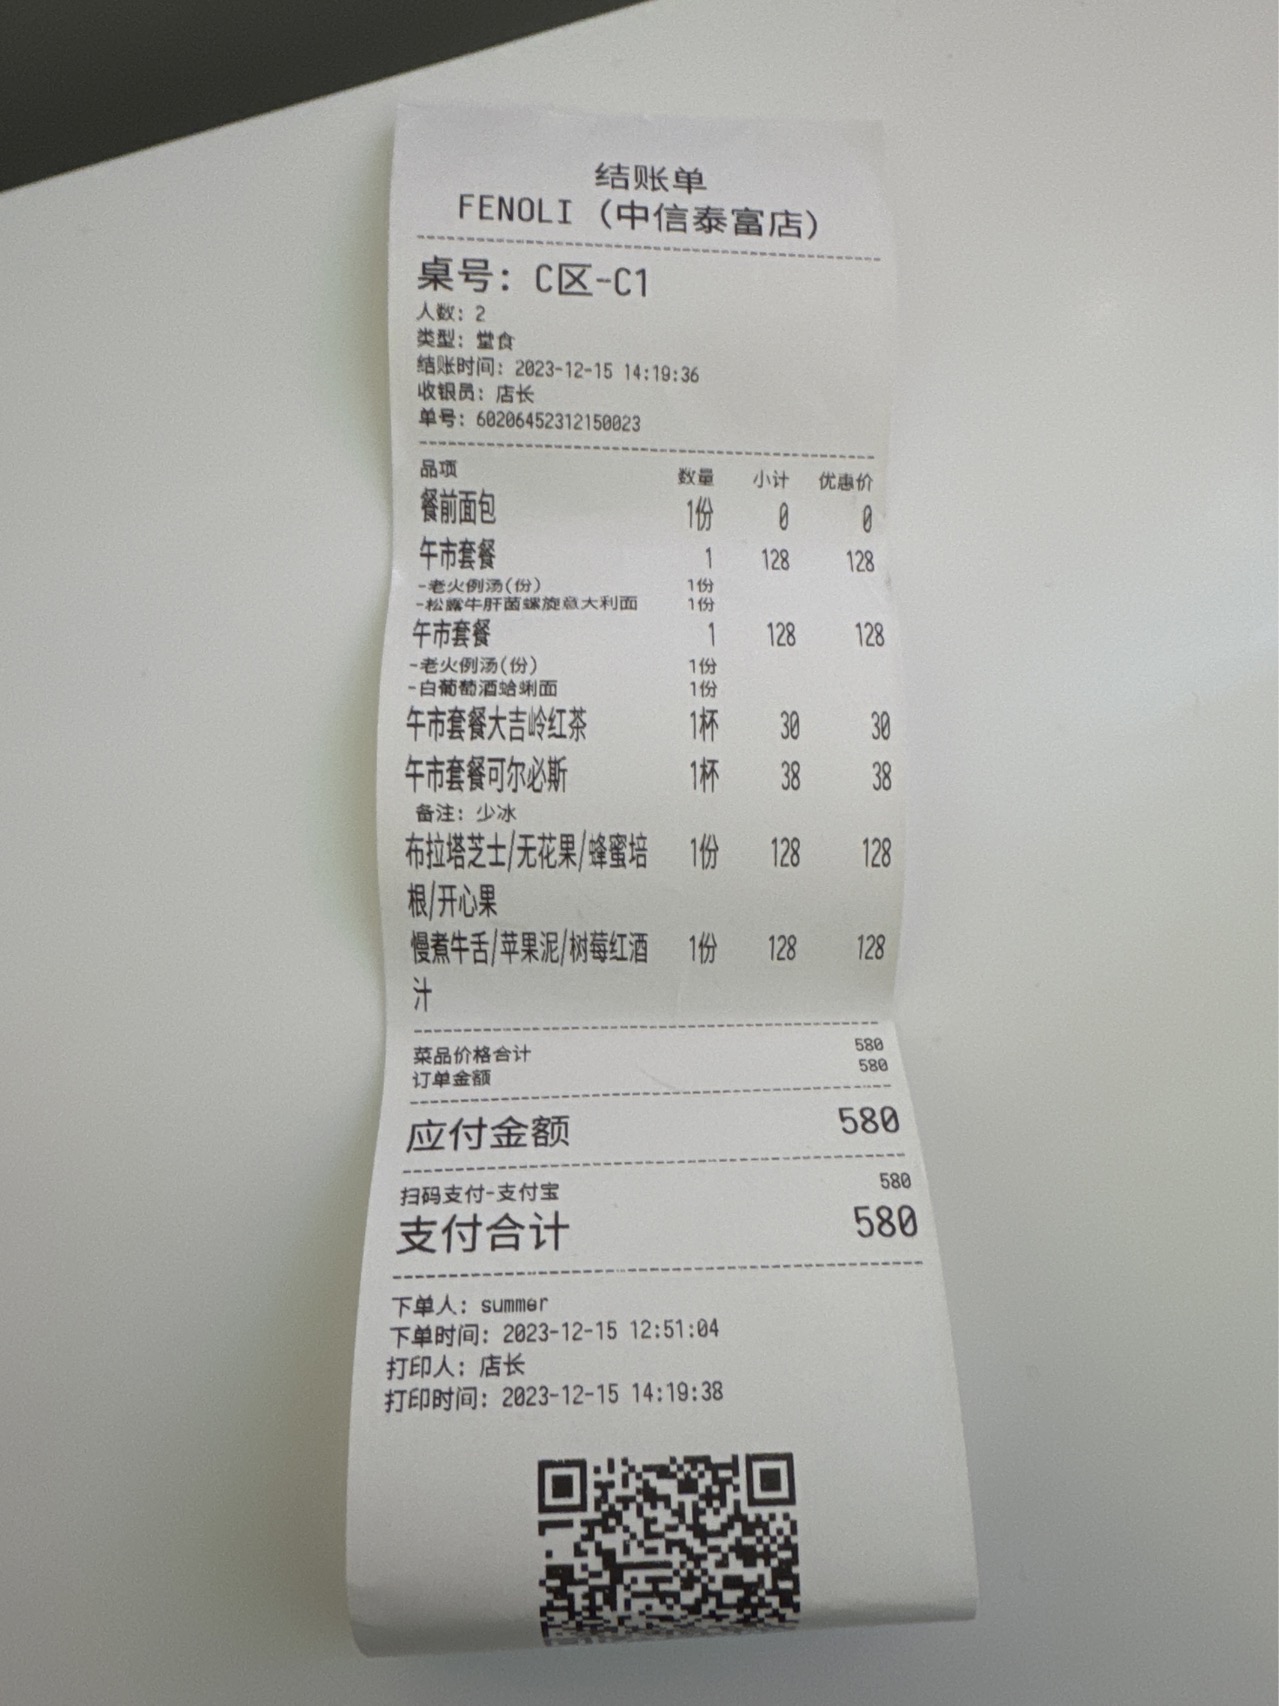 结账单
FENOLI（中信泰富店）
桌号：C区-C1
人数：2
类型：堂食
结账时间：2023-12-15 14:19:36
收银员：店长
单号：60206452312150023
品项 数量 小计 优惠价
餐前面包 1份 0 0
午市套餐 1 128 128
-老火例汤(份) 1份
-松露牛肝菌螺旋意大利面 1份
午市套餐 1 128 128
-老火例汤(份) 1份
-白葡萄酒蛤蜊面 1份
午市套餐大吉岭红茶 1杯 30 30
午市套餐可尔必斯 1杯 38 38
备注：少冰
布拉塔芝士/无花果/蜂蜜培 1份 128 128
根/开心果
慢煮牛舌/苹果泥/树莓红酒 1份 128 128
汁
菜品价格合计 580
订单金额 580
应付金额 580
扫码支付-支付宝 580
支付合计 580
下单人：summer
下单时间：2023-12-15 12:51:04
打印人：店长
打印时间：2023-12-15 14:19:38